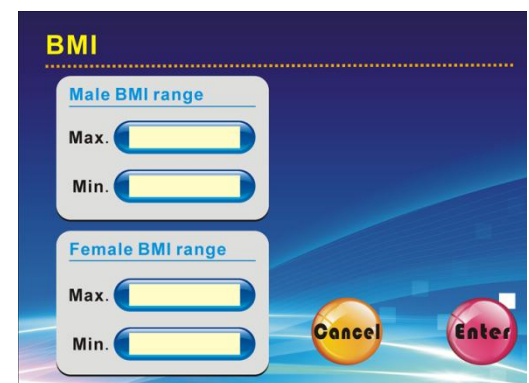 BMI
Male BMI range
Max.
Min.
Female BMI range
Max.
Min.
Cancel
Enter